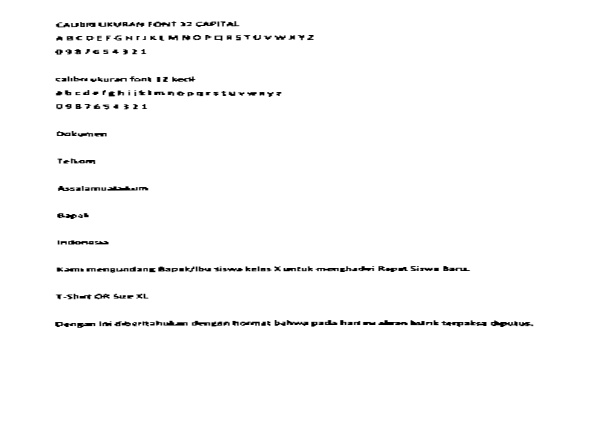 CALIBRI UKURAN FONT 12 CAPITAL
A B C D E F G H I J K L M N O P Q R S T U V W X Y Z
0 9 8 7 6 5 4 3 2 1
calibri ukuran font 12 kecil
a b c d e f g h i j k l m n o p q r s t u v w x y z
0 9 8 7 6 5 4 3 2 1
Dokumen
Telkom
Assalamualaikum
Bapak
Indonesia
Kami mengundang Bapak/Ibu siswa kelas X untuk menghadiri Rapat Siswa Baru.
T-Shirt OR Size XL
Dengan ini diberitahukan dengan hormat bahwa pada hari ini aliran listrik terpaksa diputus.